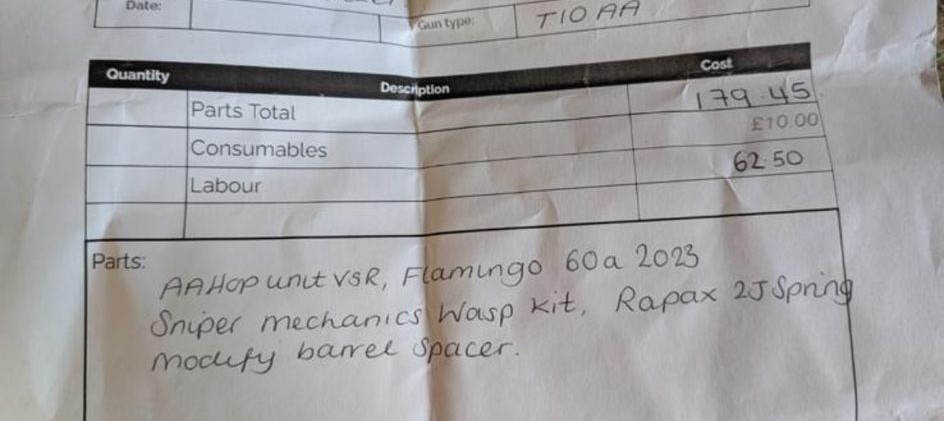 Date:
Gun type: T10 AA
Quantity Description Cost
Parts Total 179.45
Consumables £10.00
Labour 62.50
Parts:
AA Hop unit VSR, Flamingo 60a 2023
Sniper mechanics Wasp kit, Rapax 2J Spring
Modify barrel Spacer.